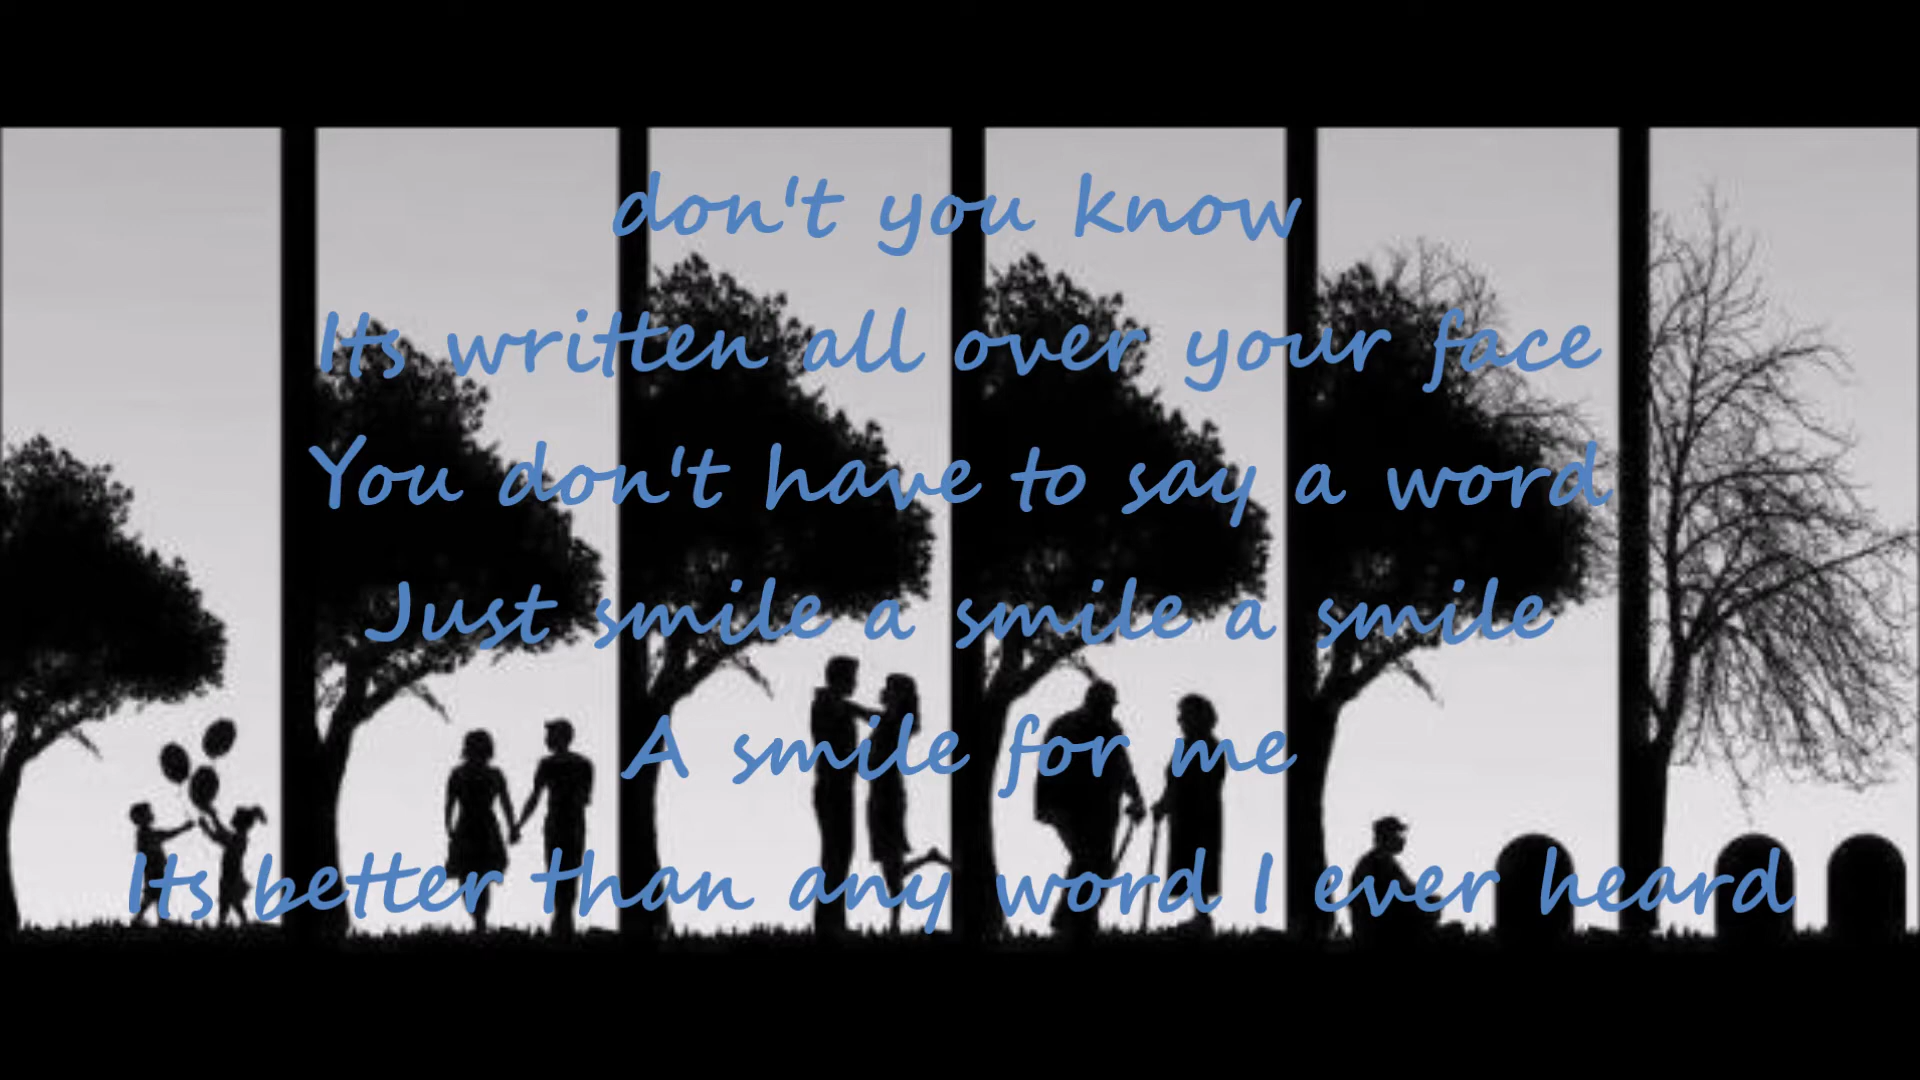 don't you know
Its written all over your face
You don't have to say a word
Just smile a smile a smile
A smile for me
Its better than any word I ever heard